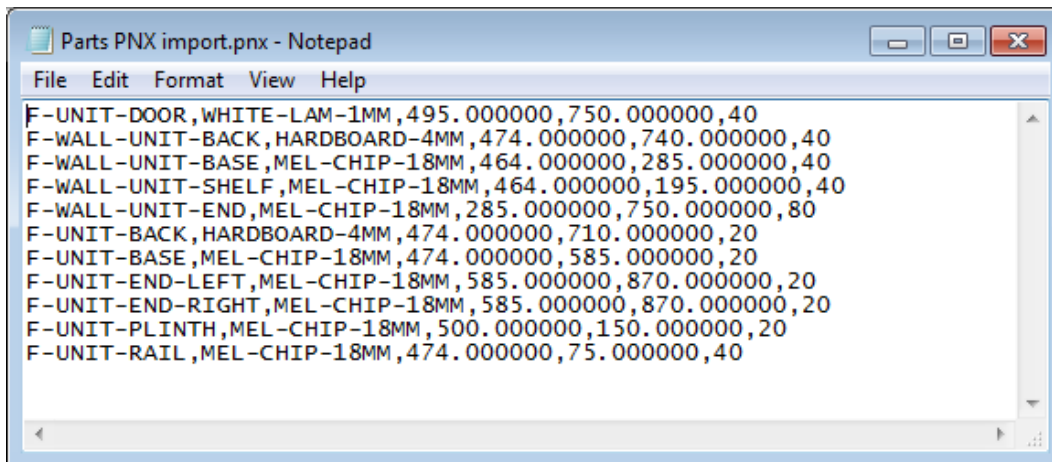 Parts PNX import.pnx - Notepad
File Edit Format View Help
F-UNIT-DOOR,WHITE-LAM-1MM,495.000000,750.000000,40
F-WALL-UNIT-BACK,HARDBOARD-4MM,474.000000,740.000000,40
F-WALL-UNIT-BASE,MEL-CHIP-18MM,464.000000,285.000000,40
F-WALL-UNIT-SHELF,MEL-CHIP-18MM,464.000000,195.000000,40
F-WALL-UNIT-END,MEL-CHIP-18MM,285.000000,750.000000,80
F-UNIT-BACK,HARDBOARD-4MM,474.000000,710.000000,20
F-UNIT-BASE,MEL-CHIP-18MM,474.000000,585.000000,20
F-UNIT-END-LEFT,MEL-CHIP-18MM,585.000000,870.000000,20
F-UNIT-END-RIGHT,MEL-CHIP-18MM,585.000000,870.000000,20
F-UNIT-PLINTH,MEL-CHIP-18MM,500.000000,150.000000,20
F-UNIT-RAIL,MEL-CHIP-18MM,474.000000,75.000000,40